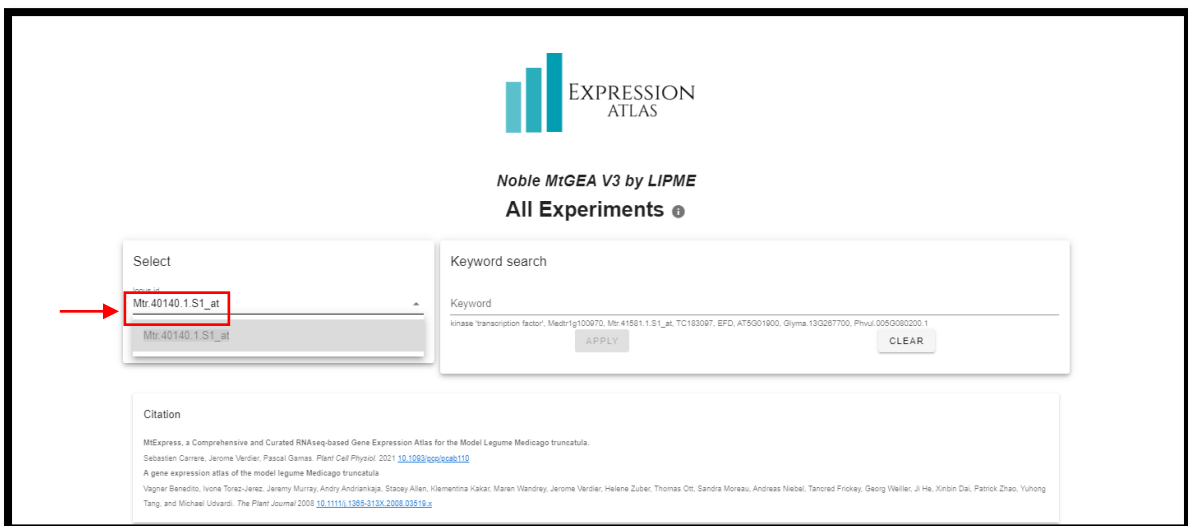 EXPRESSION
ATLAS
Noble MtGEA V3 by LIPME
All Experiments
Select
locus id
Mtr.40140.1.S1_at
Mtr.40140.1.S1_at
Keyword search
Keyword
kinase 'transcription factor', Medtr1g100970, Mtr.41581.1.S1_at, TC183097, EFD, AT5G01900, Glyma.13G267700, Phvul.005G080200.1
APPLY
CLEAR
Citation
MtExpress, a Comprehensive and Curated RNAseq-based Gene Expression Atlas for the Model Legume Medicago truncatula.
Sebastien Carrere, Jerome Verdier, Pascal Gamas. Plant Cell Physiol. 2021 10.1093/pcp/pcab110
A gene expression atlas of the model legume Medicago truncatula
Vagner Benedito, Ivone Torez-Jerez, Jeremy Murray, Andry Andriankaja, Stacey Allen, Klementina Kakar, Maren Wandrey, Jerome Verdier, Helene Zuber, Thomas Ott, Sandra Moreau, Andreas Niebel, Tancred Frickey, Georg Weiller, Ji He, Xinbin Dai, Patrick Zhao, Yuhong
Tang, and Michael Udvardi. The Plant Journal 2008 10.1111/j.1365-313X.2008.03519.x